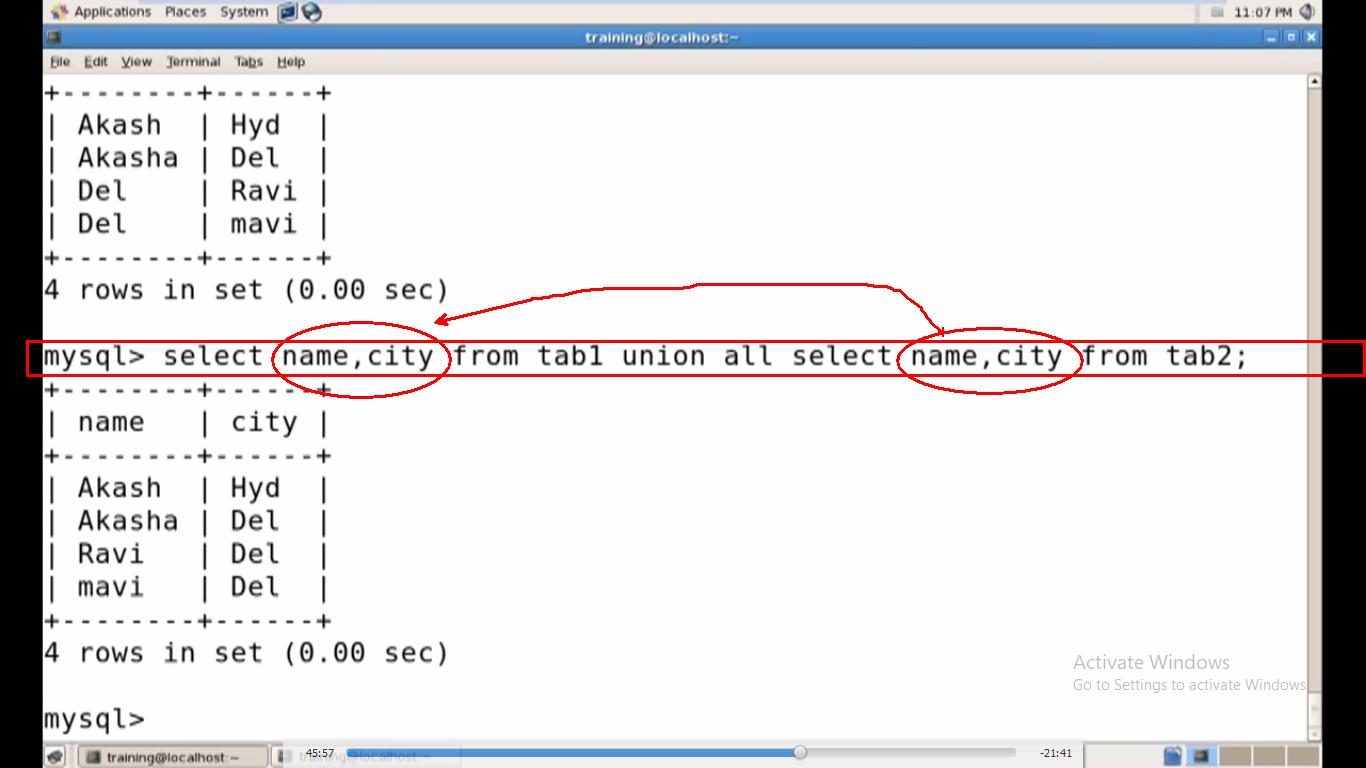 Applications Places System 11:07 PM
training@localhost:~
File Edit View Terminal Tabs Help
+--------+------+
| Akash  | Hyd  |
| Akasha | Del  |
| Del    | Ravi |
| Del    | mavi |
+--------+------+
4 rows in set (0.00 sec)
mysql> select name,city from tab1 union all select name,city from tab2;
+--------+------+
| name   | city |
+--------+------+
| Akash  | Hyd  |
| Akasha | Del  |
| Ravi   | Del  |
| mavi   | Del  |
+--------+------+
4 rows in set (0.00 sec)
Activate Windows
Go to Settings to activate Windows
mysql>
training@localhost:~ training@localhost:~
45:57 -21:41